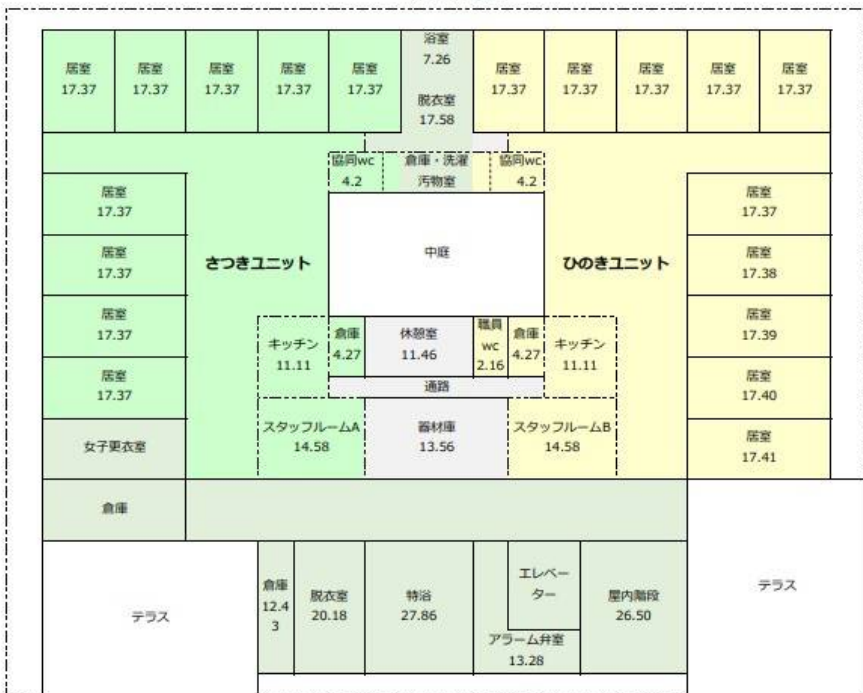 居室
17.37
居室
17.37
居室
17.37
居室
17.37
居室
17.37
浴室
7.26
脱衣室
17.58
居室
17.37
居室
17.37
居室
17.37
居室
17.37
居室
17.37
協同wc
4.2
倉庫・洗濯
汚物室
協同wc
4.2
居室
17.37
居室
17.37
居室
17.37
居室
17.37
女子更衣室
倉庫
さつきユニット
中庭
ひのきユニット
居室
17.37
居室
17.38
居室
17.39
居室
17.40
居室
17.41
キッチン
11.11
倉庫
4.27
休憩室
11.46
職員
wc
2.16
倉庫
4.27
キッチン
11.11
通路
スタッフルームA
14.58
器材庫
13.56
スタッフルームB
14.58
テラス
倉庫
12.4
3
脱衣室
20.18
特浴
27.86
エレベー
ター
アラーム弁室
13.28
屋内階段
26.50
テラス